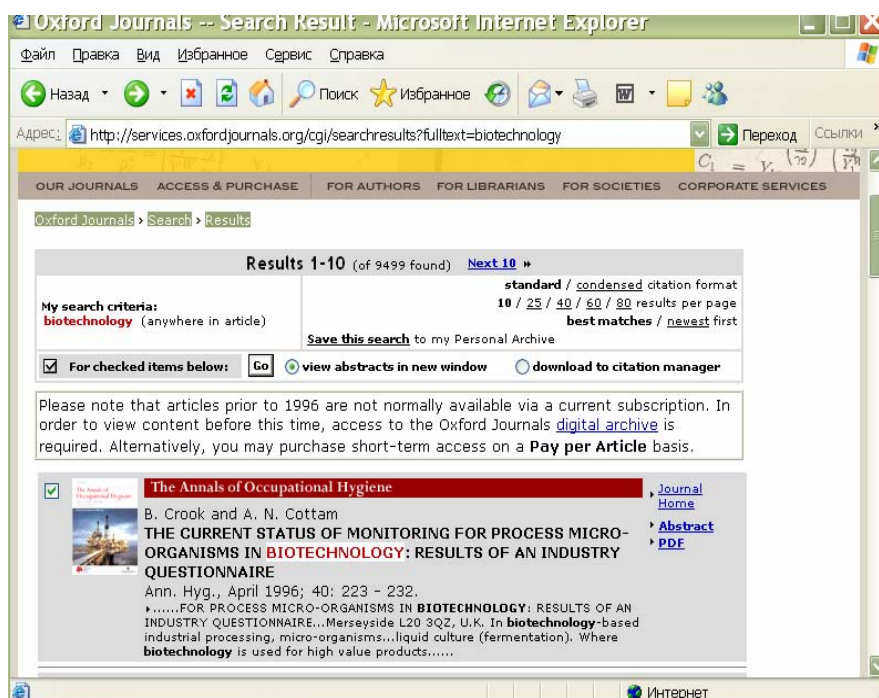 Oxford Journals -- Search Result - Microsoft Internet Explorer
Файл Правка Вид Избранное Сервис Справка
Назад Поиск Избранное
Адрес: http://services.oxfordjournals.org/cgi/searchresults?fulltext=biotechnology Переход Ссылки »
OUR JOURNALS ACCESS & PURCHASE FOR AUTHORS FOR LIBRARIANS FOR SOCIETIES CORPORATE SERVICES
Oxford Journals > Search > Results
Results 1-10 (of 9499 found) Next 10 »
standard / condensed citation format
10 / 25 / 40 / 60 / 80 results per page
best matches / newest first
My search criteria:
biotechnology (anywhere in article)
Save this search to my Personal Archive
For checked items below: Go view abstracts in new window download to citation manager
Please note that articles prior to 1996 are not normally available via a current subscription. In
order to view content before this time, access to the Oxford Journals digital archive is
required. Alternatively, you may purchase short-term access on a Pay per Article basis.
The Annals of Occupational Hygiene
B. Crook and A. N. Cottam
THE CURRENT STATUS OF MONITORING FOR PROCESS MICRO-
ORGANISMS IN BIOTECHNOLOGY: RESULTS OF AN INDUSTRY
QUESTIONNAIRE
Ann. Hyg., April 1996; 40: 223 - 232.
......FOR PROCESS MICRO-ORGANISMS IN BIOTECHNOLOGY: RESULTS OF AN
INDUSTRY QUESTIONNAIRE...Merseyside L20 3QZ, U.K. In biotechnology-based
industrial processing, micro-organisms...liquid culture (fermentation). Where
biotechnology is used for high value products......
Journal
Home
Abstract
PDF
Интернет